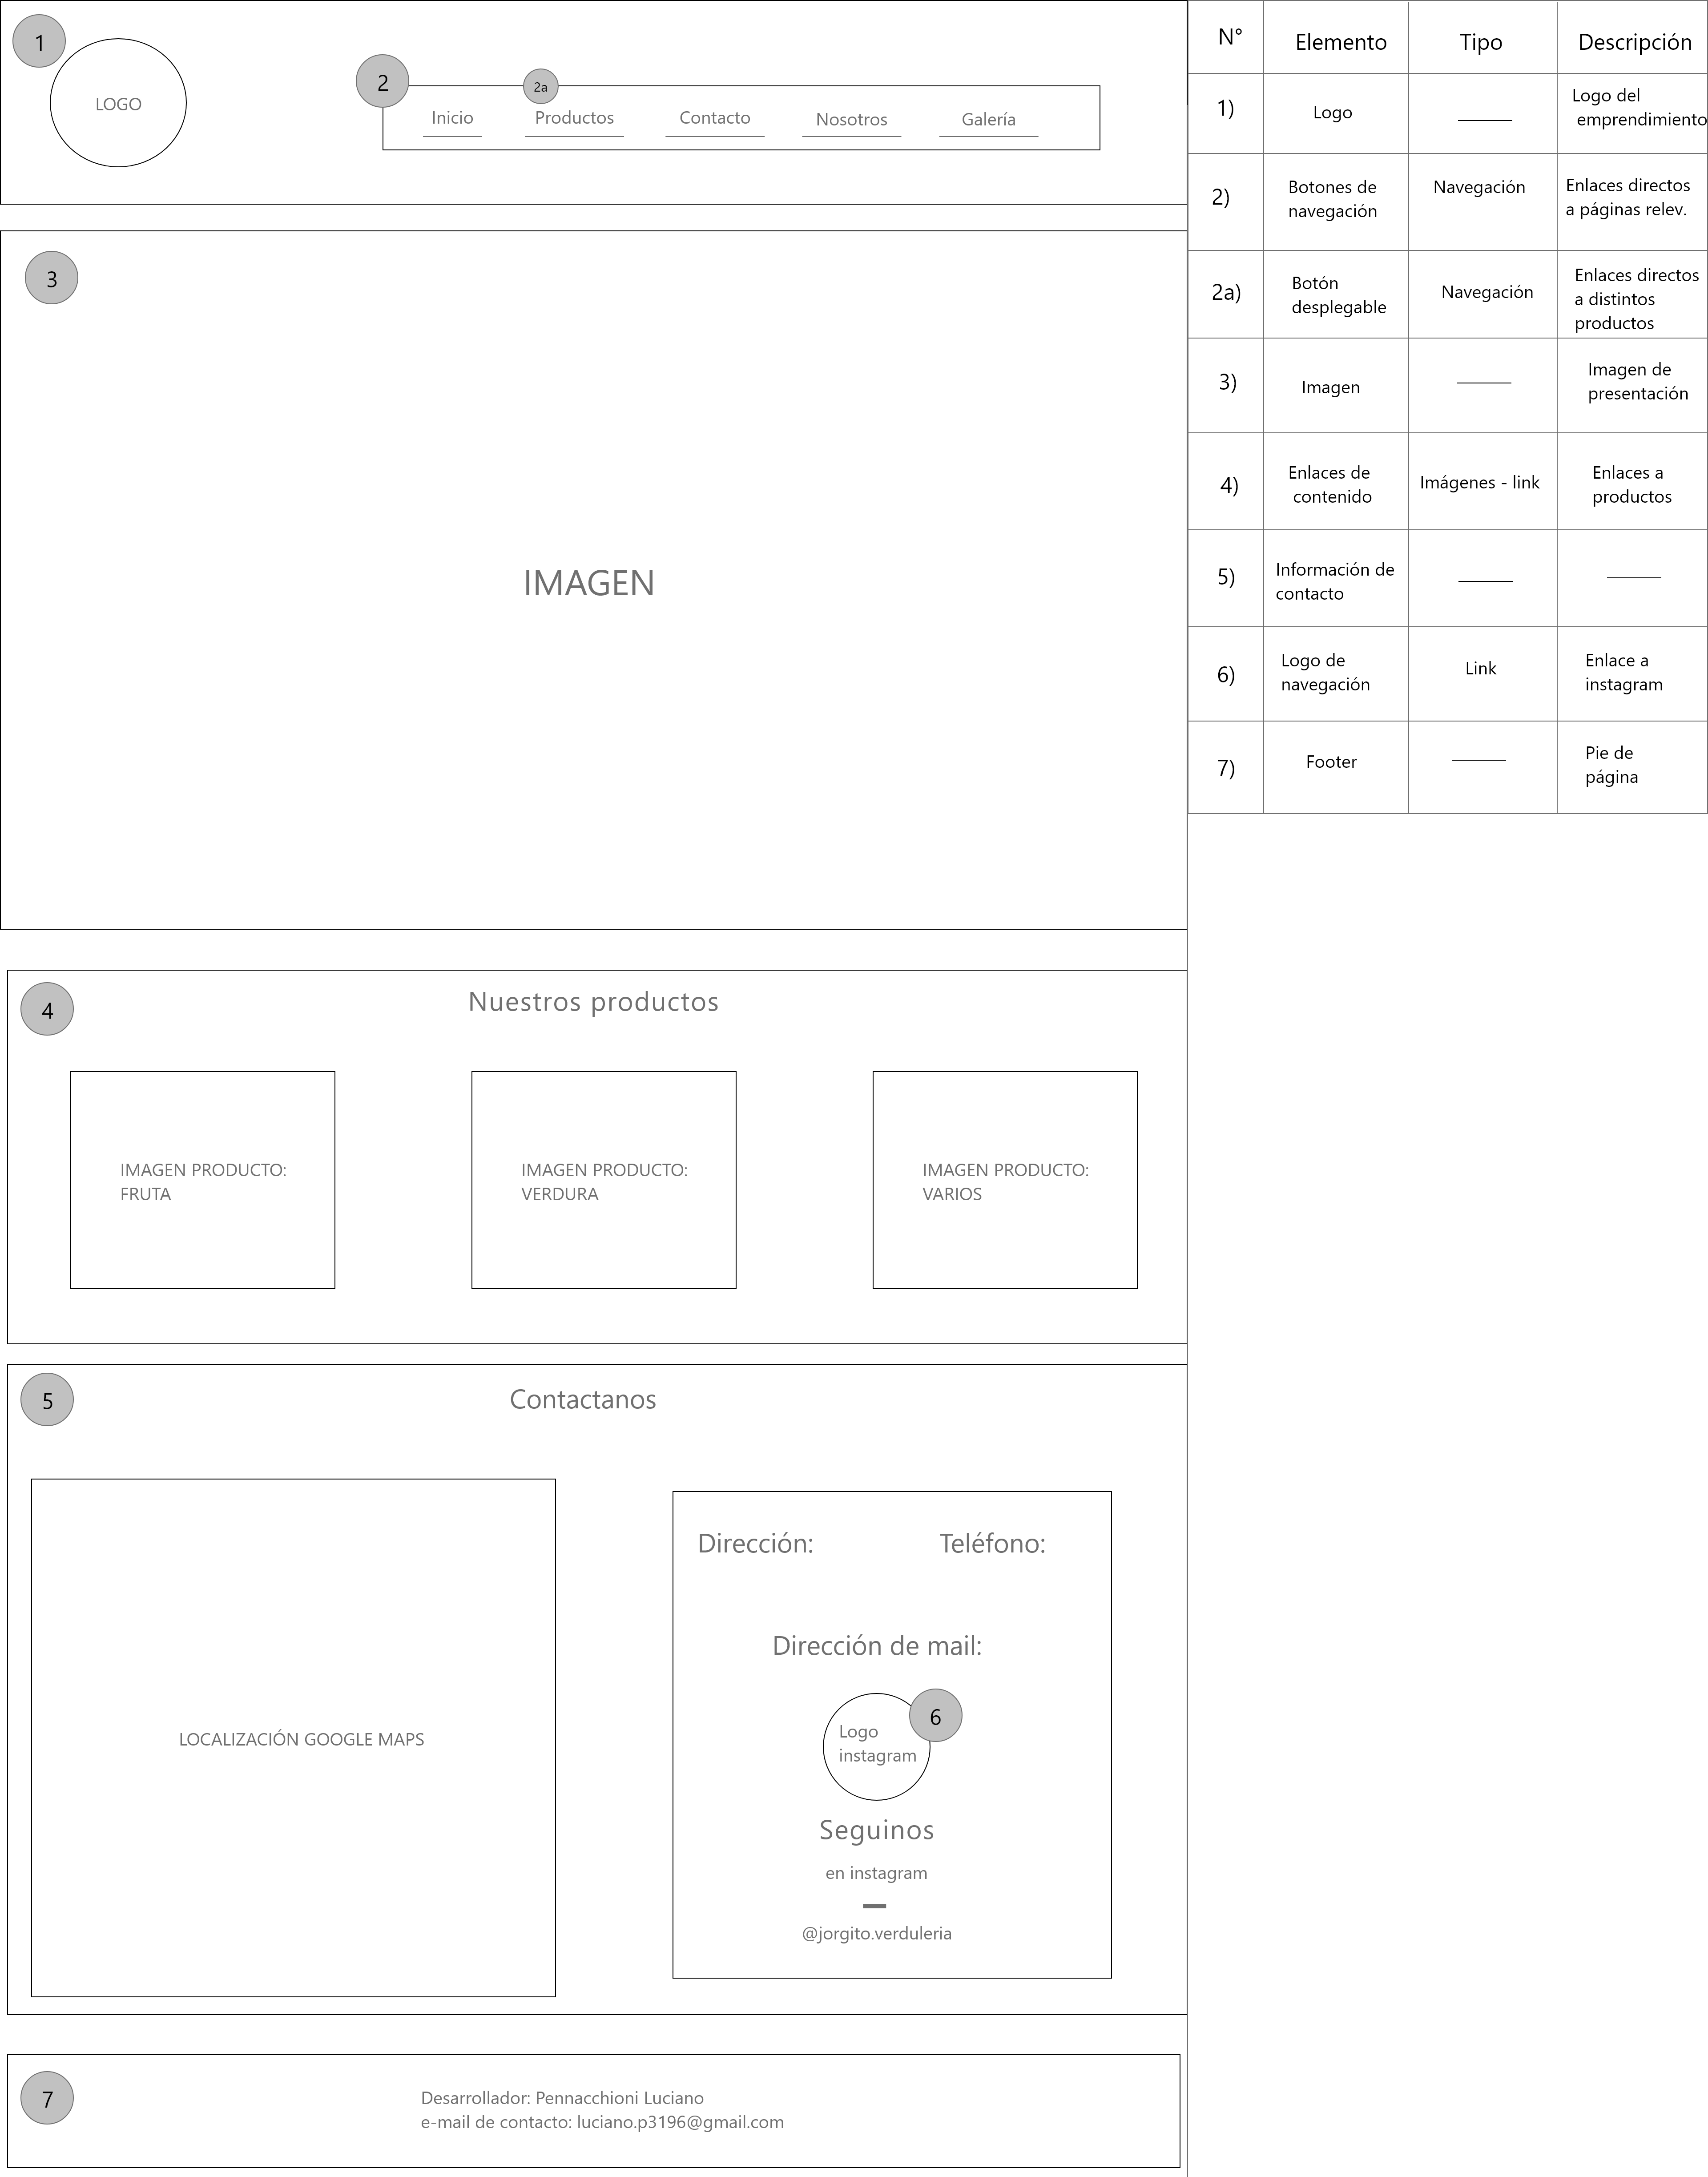 1
LOGO
2
2a
Inicio
Productos
Contacto
Nosotros
Galería
3
IMAGEN
4
Nuestros productos
IMAGEN PRODUCTO:
FRUTA
IMAGEN PRODUCTO:
VERDURA
IMAGEN PRODUCTO:
VARIOS
5
Contactanos
LOCALIZACIÓN GOOGLE MAPS
Dirección:
Teléfono:
Dirección de mail:
6
Logo
instagram
Seguinos
en instagram
@jorgito.verduleria
7
Desarrollador: Pennacchioni Luciano
e-mail de contacto: luciano.p3196@gmail.com
N°
Elemento
Tipo
Descripción
1)
Logo
Logo del
emprendimiento
2)
Botones de
navegación
Navegación
Enlaces directos
a páginas relev.
2a)
Botón
desplegable
Navegación
Enlaces directos
a distintos
productos
3)
Imagen
Imagen de
presentación
4)
Enlaces de
contenido
Imágenes - link
Enlaces a
productos
5)
Información de
contacto
6)
Logo de
navegación
Link
Enlace a
instagram
7)
Footer
Pie de
página